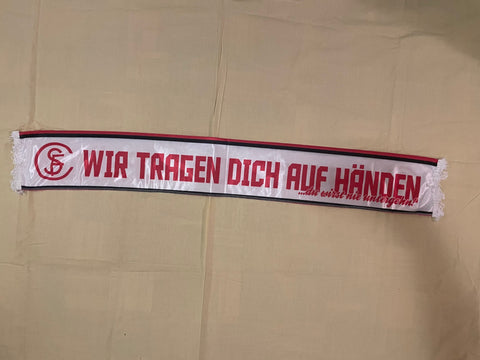 WIR TRAGEN DICH AUF HÄNDEN
...du wirst nie untergehn!"